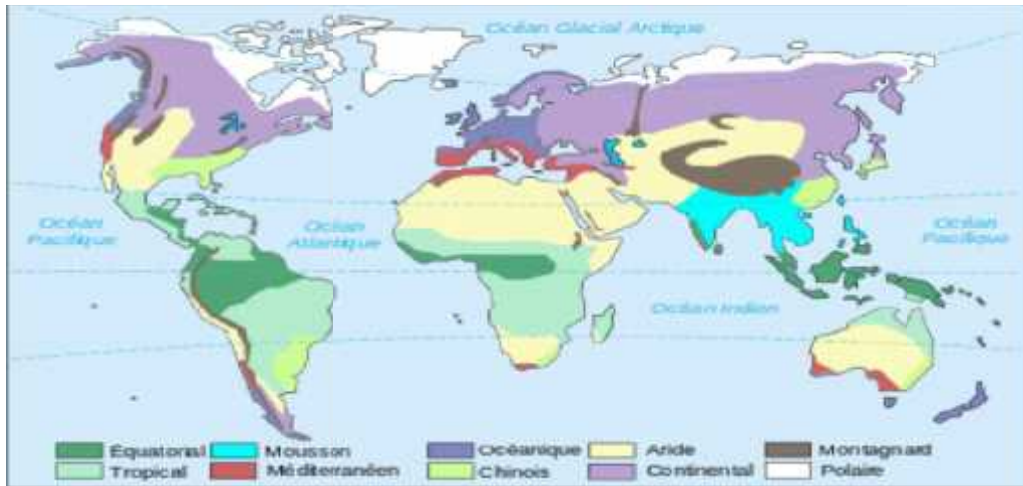 Océan Glacial Arctique
Océan
Pacifique
Océan
Atlantique
Océan
Pacifique
Océan Indien
Équatorial
Mousson
Océanique
Aride
Montagnard
Tropical
Méditerranéen
Chinois
Continental
Polaire